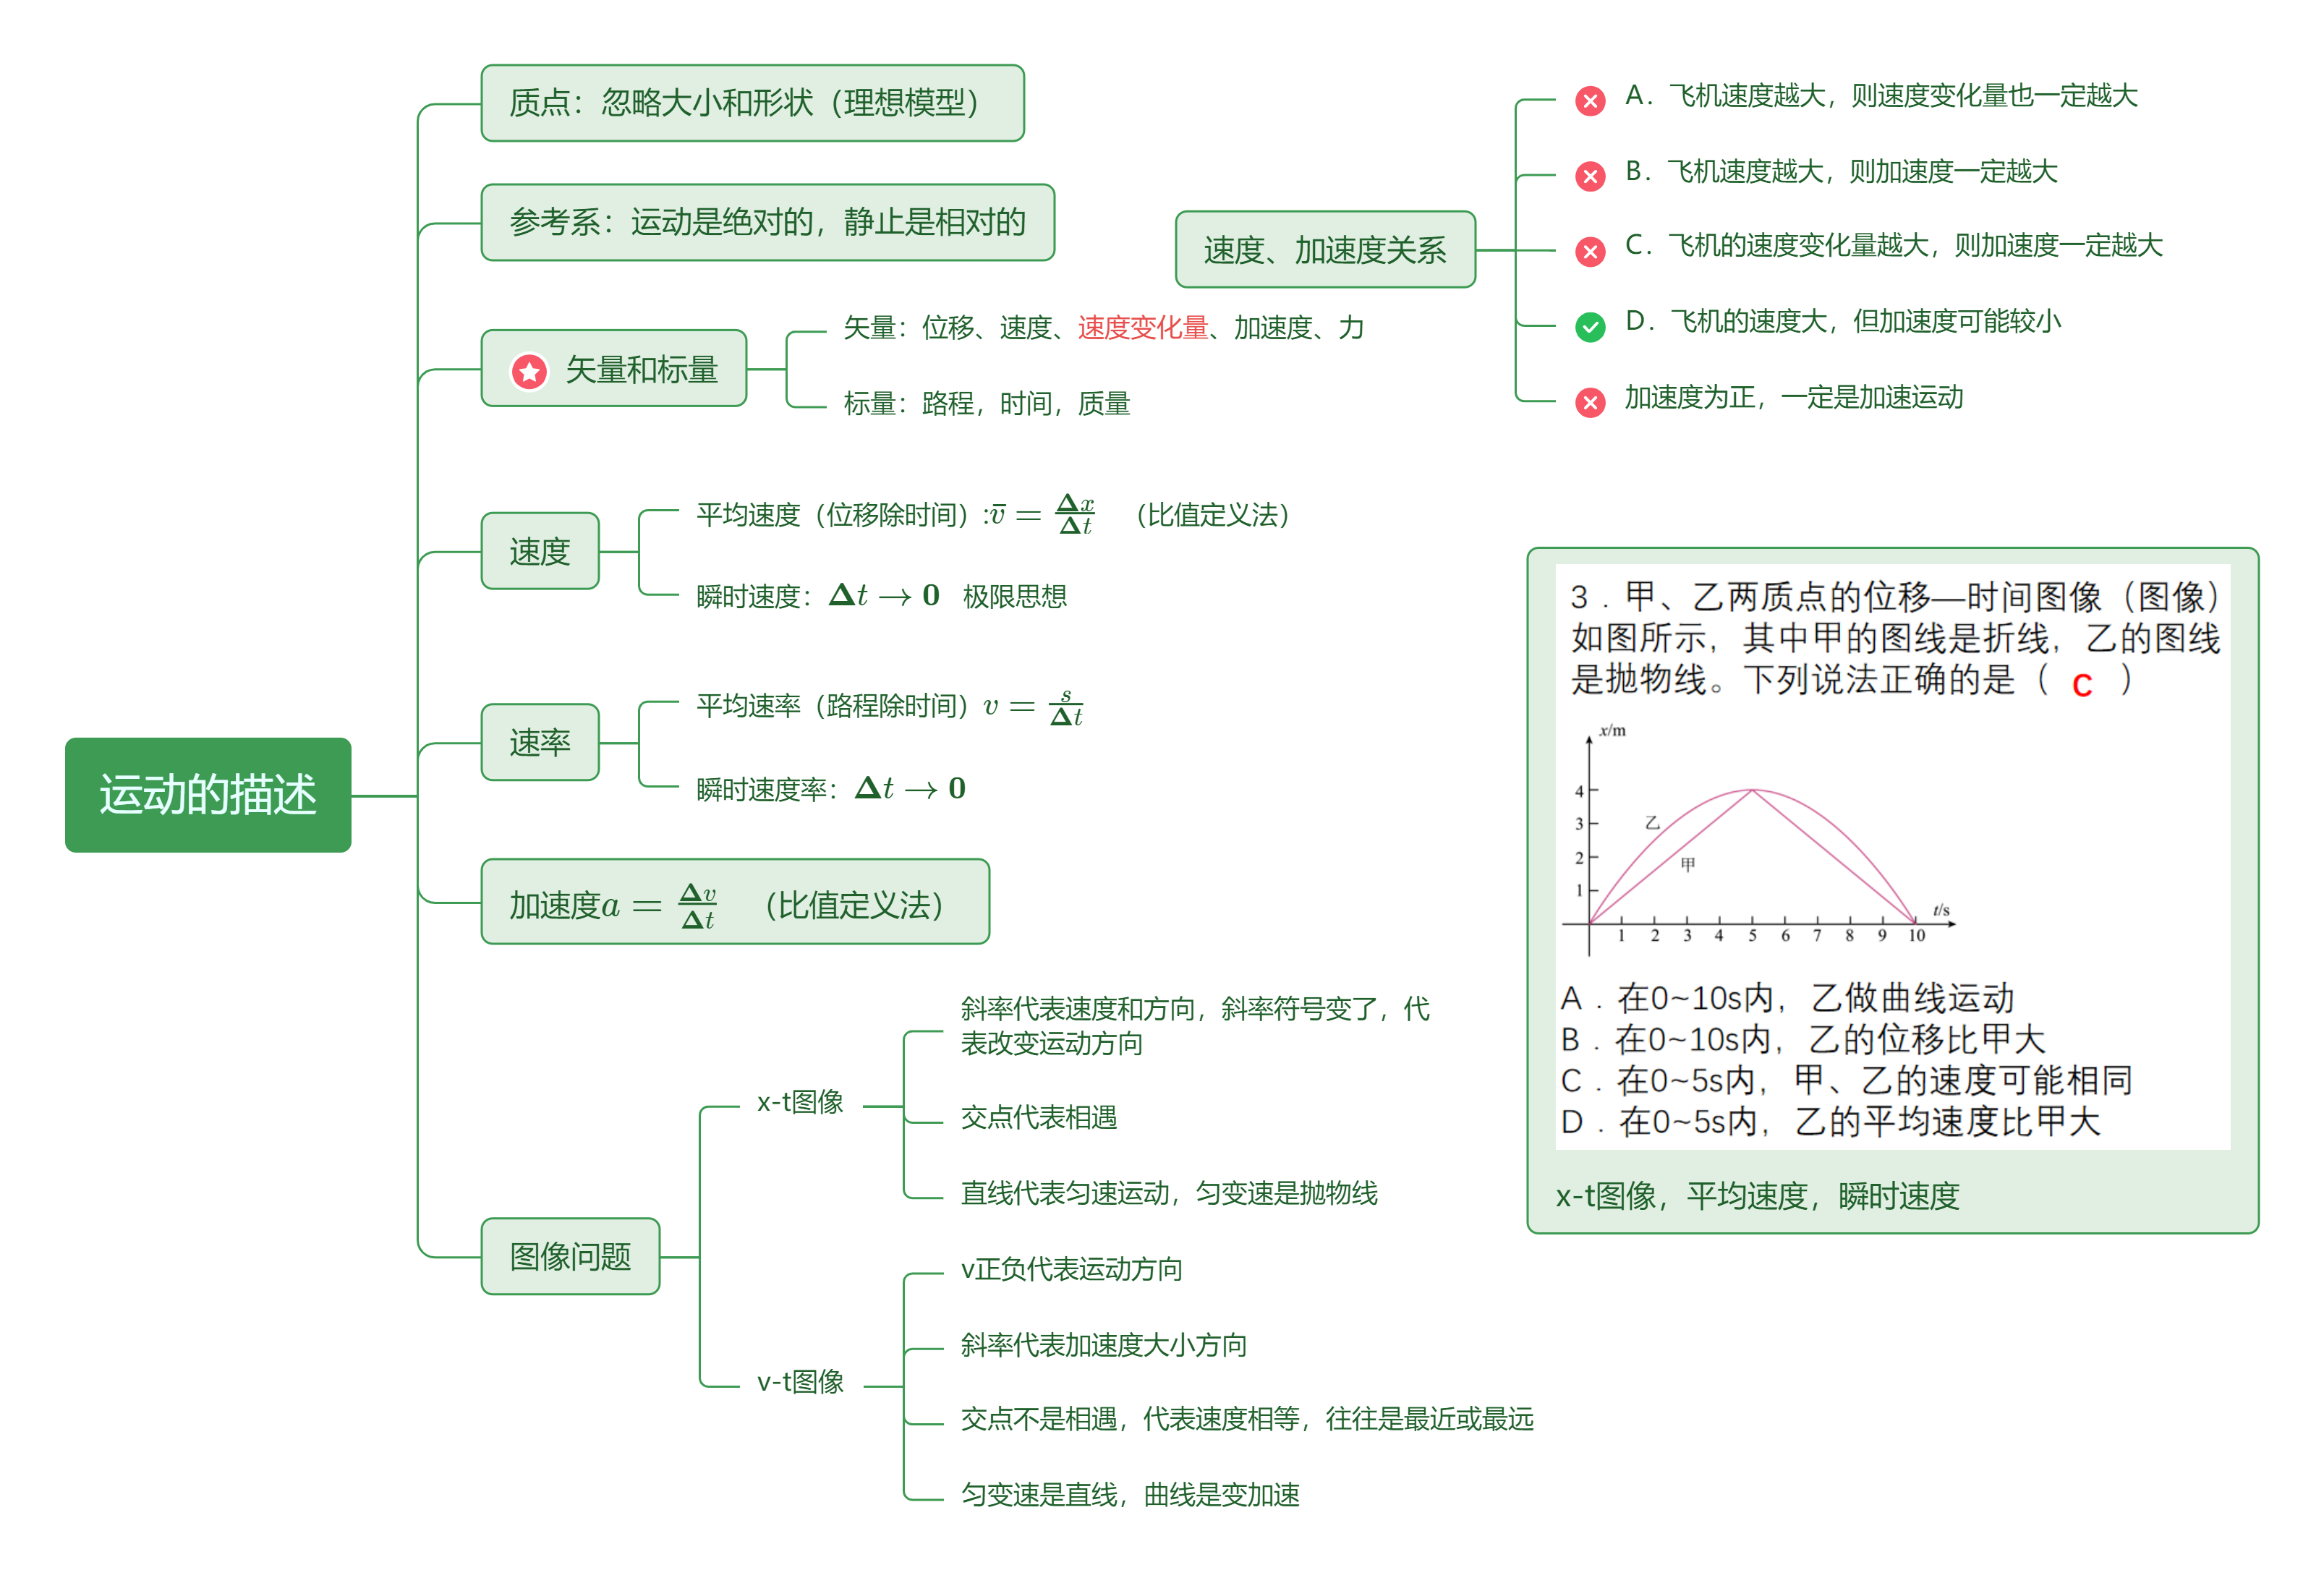 运动的描述
质点：忽略大小和形状（理想模型）
参考系：运动是绝对的，静止是相对的
矢量和标量
矢量：位移、速度、速度变化量、加速度、力
标量：路程，时间，质量
速度
平均速度（位移除时间）:v̄ = Δx/Δt （比值定义法）
瞬时速度：Δt → 0 极限思想
速率
平均速率（路程除时间）v = s/Δt
瞬时速度率：Δt → 0
加速度a = Δv/Δt （比值定义法）
图像问题
x-t图像
斜率代表速度和方向，斜率符号变了，代
表改变运动方向
交点代表相遇
直线代表匀速运动，匀变速是抛物线
v-t图像
v正负代表运动方向
斜率代表加速度大小方向
交点不是相遇，代表速度相等，往往是最近或最远
匀变速是直线，曲线是变加速
速度、加速度关系
A．飞机速度越大，则速度变化量也一定越大
B．飞机速度越大，则加速度一定越大
C．飞机的速度变化量越大，则加速度一定越大
D．飞机的速度大，但加速度可能较小
加速度为正，一定是加速运动
3．甲、乙两质点的位移—时间图像（图像）
如图所示，其中甲的图线是折线，乙的图线
是抛物线。下列说法正确的是（ C ）
x/m
4
3
2
1
乙
甲
t/s
1 2 3 4 5 6 7 8 9 10
A．在0~10s内，乙做曲线运动
B．在0~10s内，乙的位移比甲大
C．在0~5s内，甲、乙的速度可能相同
D．在0~5s内，乙的平均速度比甲大
x-t图像，平均速度，瞬时速度